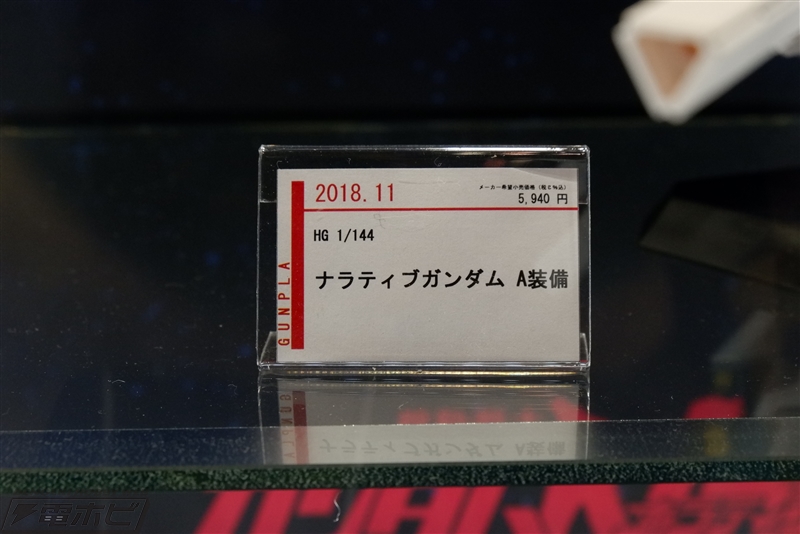 2018.11
メーカー希望小売価格（税8%込）
5,940 円
HG 1/144
ナラティブガンダム A装備
GUNPLA
電ホビ